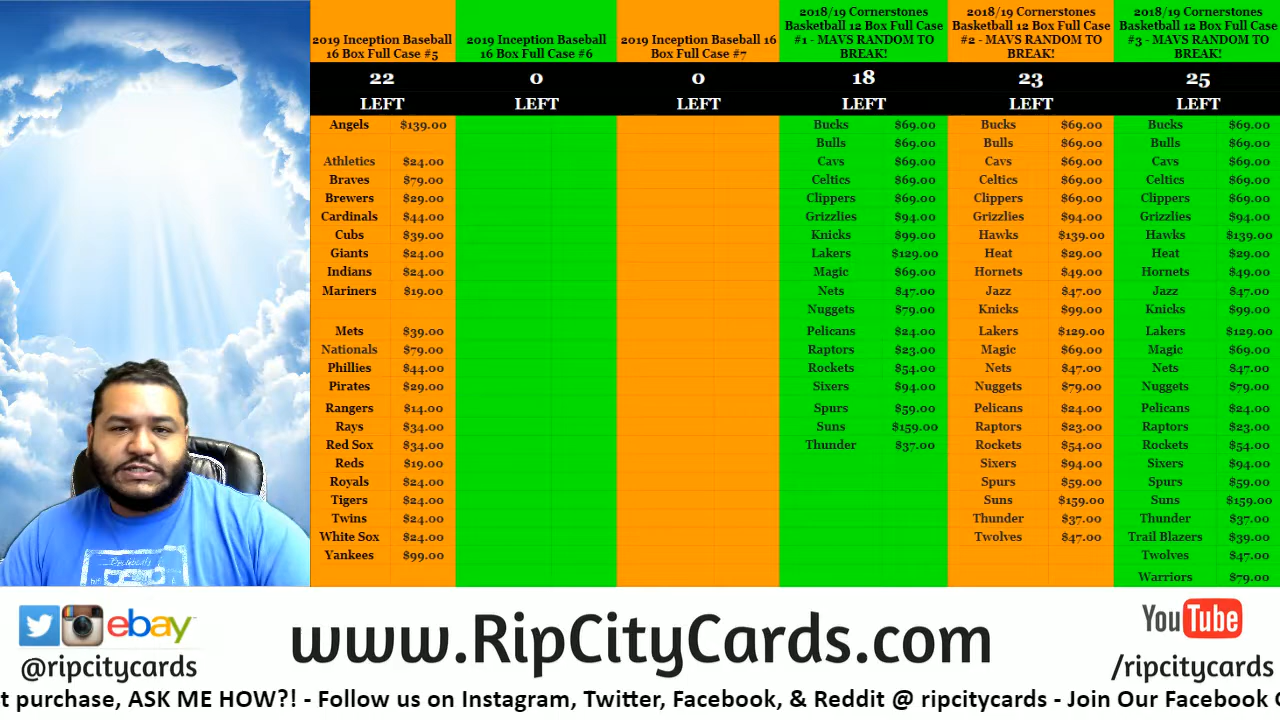 2019 Inception Baseball
16 Box Full Case #5
22
LEFT
Angels $139.00
Athletics $24.00
Braves $79.00
Brewers $29.00
Cardinals $44.00
Cubs $39.00
Giants $24.00
Indians $24.00
Mariners $19.00
Mets $39.00
Nationals $79.00
Phillies $44.00
Pirates $29.00
Rangers $14.00
Rays $34.00
Red Sox $34.00
Reds $19.00
Royals $24.00
Tigers $24.00
Twins $24.00
White Sox $24.00
Yankees $99.00
2019 Inception Baseball
16 Box Full Case #6
0
LEFT
2019 Inception Baseball 16
Box Full Case #7
0
LEFT
2018/19 Cornerstones
Basketball 12 Box Full Case
#1 - MAVS RANDOM TO
BREAK!
18
LEFT
Bucks $69.00
Bulls $69.00
Cavs $69.00
Celtics $69.00
Clippers $69.00
Grizzlies $94.00
Knicks $99.00
Lakers $129.00
Magic $69.00
Nets $47.00
Nuggets $79.00
Pelicans $24.00
Raptors $23.00
Rockets $54.00
Sixers $94.00
Spurs $59.00
Suns $159.00
Thunder $37.00
2018/19 Cornerstones
Basketball 12 Box Full Case
#2 - MAVS RANDOM TO
BREAK!
23
LEFT
Bucks $69.00
Bulls $69.00
Cavs $69.00
Celtics $69.00
Clippers $69.00
Grizzlies $94.00
Hawks $139.00
Heat $29.00
Hornets $49.00
Jazz $47.00
Knicks $99.00
Lakers $129.00
Magic $69.00
Nets $47.00
Nuggets $79.00
Pelicans $24.00
Raptors $23.00
Rockets $54.00
Sixers $94.00
Spurs $59.00
Suns $159.00
Thunder $37.00
Twolves $47.00
2018/19 Cornerstones
Basketball 12 Box Full Case
#3 - MAVS RANDOM TO
BREAK!
25
LEFT
Bucks $69.00
Bulls $69.00
Cavs $69.00
Celtics $69.00
Clippers $69.00
Grizzlies $94.00
Hawks $139.00
Heat $29.00
Hornets $49.00
Jazz $47.00
Knicks $99.00
Lakers $129.00
Magic $69.00
Nets $47.00
Nuggets $79.00
Pelicans $24.00
Raptors $23.00
Rockets $54.00
Sixers $94.00
Spurs $59.00
Suns $159.00
Thunder $37.00
Trail Blazers $39.00
Twolves $47.00
Warriors $79.00
ebay
@ripcitycards
www.RipCityCards.com
YouTube
/ripcitycards
t purchase, ASK ME HOW?! - Follow us on Instagram, Twitter, Facebook, & Reddit @ ripcitycards - Join Our Facebook